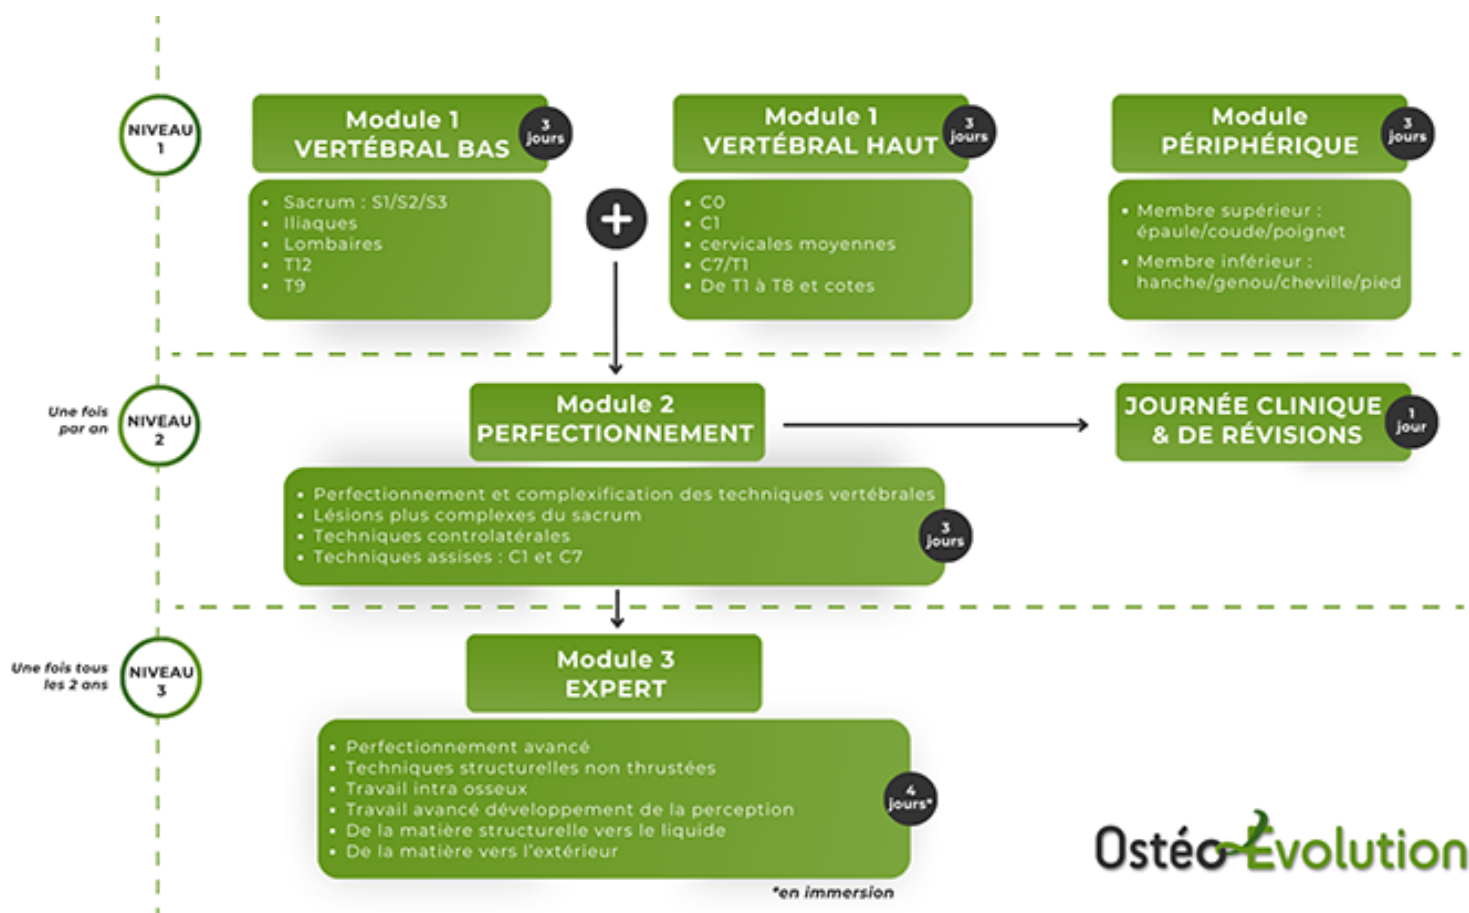 NIVEAU
1
Module 1
VERTÉBRAL BAS
3
jours
• Sacrum : S1/S2/S3
• Iliaques
• Lombaires
• T12
• T9
+
Module 1
VERTÉBRAL HAUT
3
jours
• C0
• C1
• cervicales moyennes
• C7/T1
• De T1 à T8 et cotes
Module
PÉRIPHÉRIQUE
3
jours
• Membre supérieur :
épaule/coude/poignet
• Membre inférieur :
hanche/genou/cheville/pied
Une fois
par an
NIVEAU
2
Module 2
PERFECTIONNEMENT
• Perfectionnement et complexification des techniques vertébrales
• Lésions plus complexes du sacrum
• Techniques controlatérales
• Techniques assises : C1 et C7
3
jours
JOURNÉE CLINIQUE
& DE RÉVISIONS
1
jour
Une fois tous
les 2 ans
NIVEAU
3
Module 3
EXPERT
• Perfectionnement avancé
• Techniques structurelles non thrustées
• Travail intra osseux
• Travail avancé développement de la perception
• De la matière structurelle vers le liquide
• De la matière vers l'extérieur
4
jours*
*en immersion
Ostéo Évolution